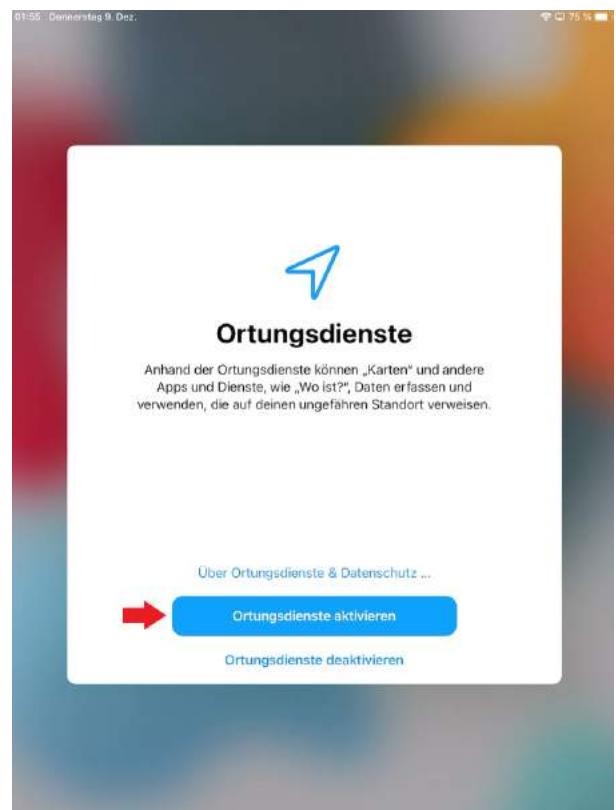 01:55 Donnerstag 9. Dez.
75 %
Ortungsdienste
Anhand der Ortungsdienste können „Karten“ und andere
Apps und Dienste, wie „Wo ist?“, Daten erfassen und
verwenden, die auf deinen ungefähren Standort verweisen.
Über Ortungsdienste & Datenschutz ...
Ortungsdienste aktivieren
Ortungsdienste deaktivieren